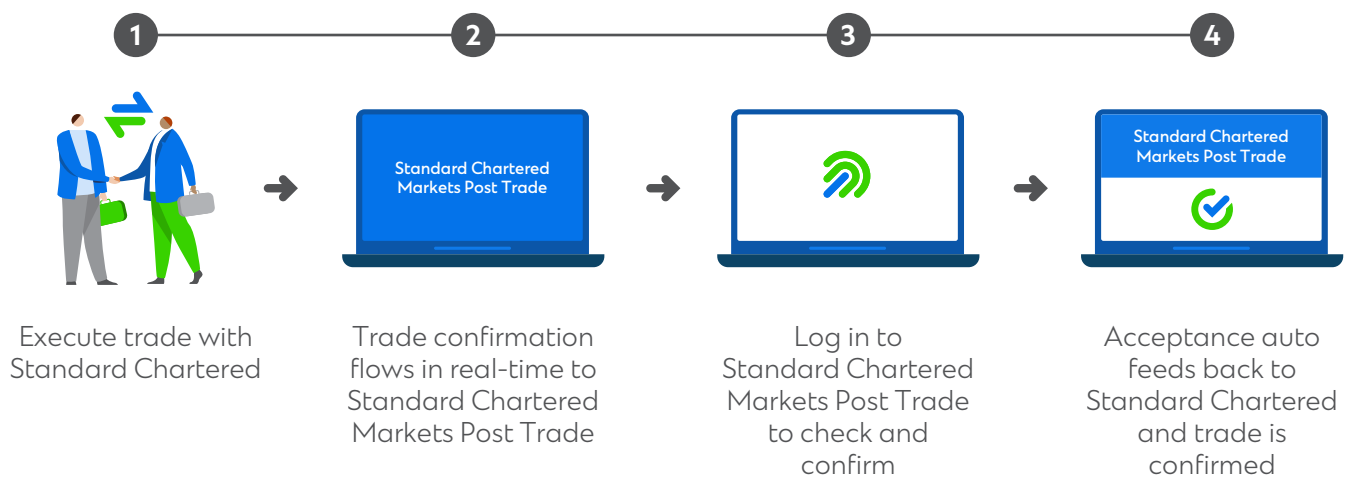 1
2
3
4
Standard Chartered
Markets Post Trade
Standard Chartered
Markets Post Trade
Execute trade with
Standard Chartered
Trade confirmation
flows in real-time to
Standard Chartered
Markets Post Trade
Log in to
Standard Chartered
Markets Post Trade
to check and
confirm
Acceptance auto
feeds back to
Standard Chartered
and trade is
confirmed